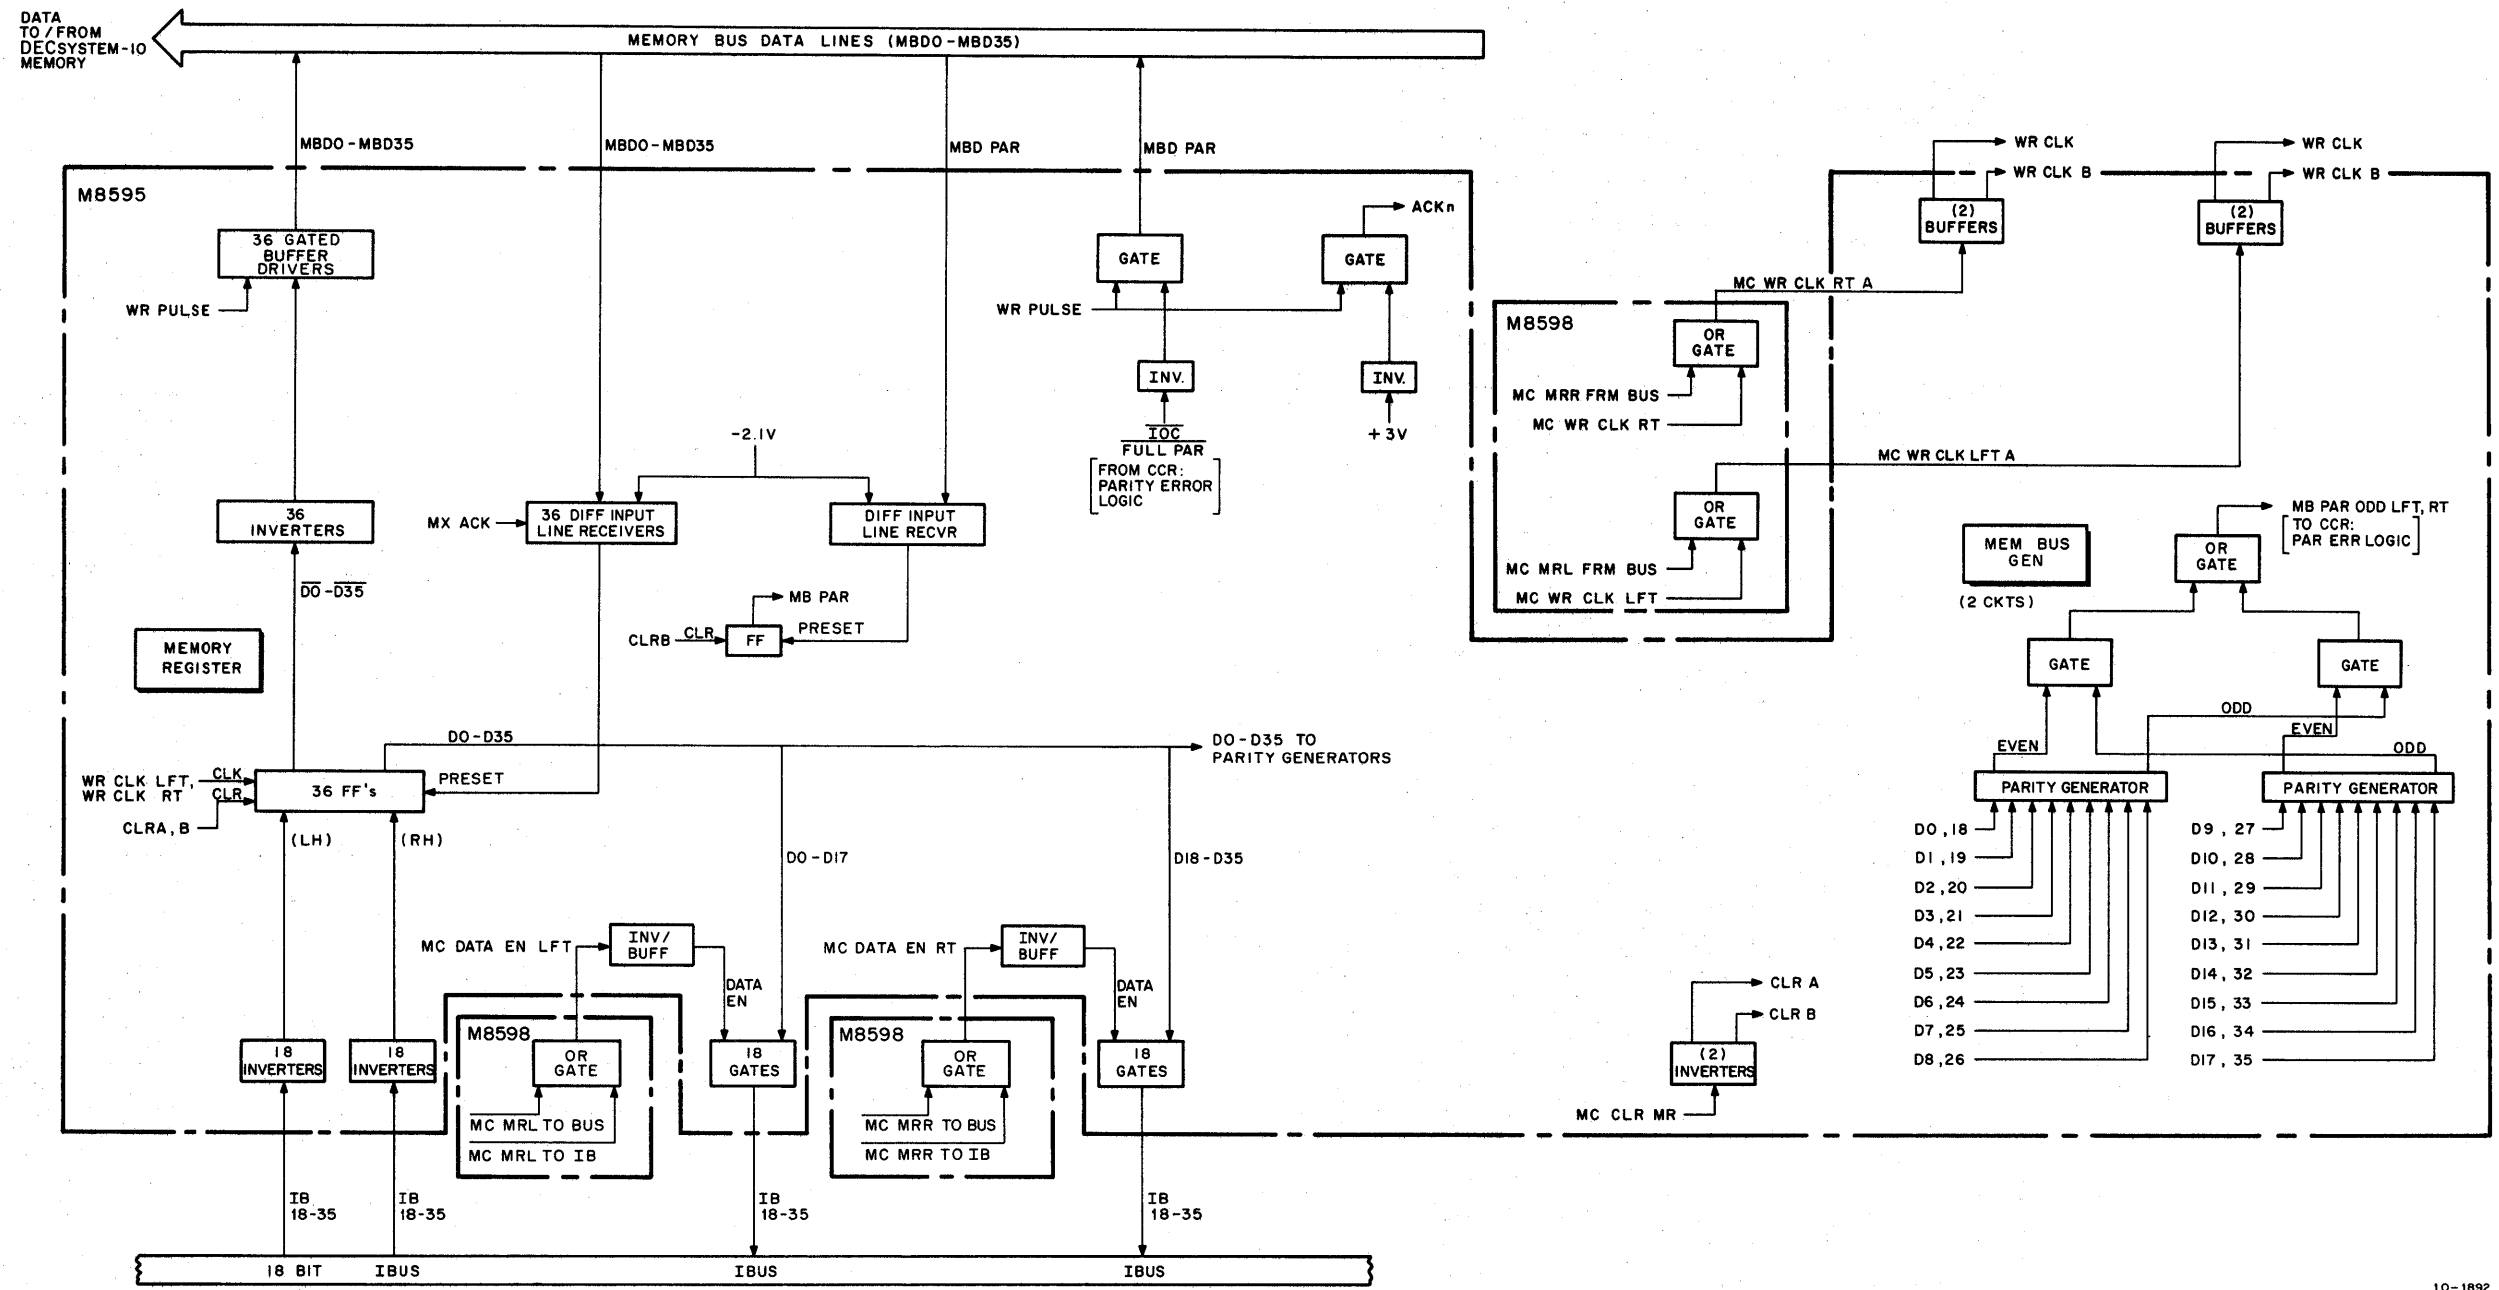 DATA
TO/FROM
DECSYSTEM-10
MEMORY
MEMORY BUS DATA LINES (MBD0-MBD35)
MBD0-MBD35
MBD0-MBD35
MBD PAR
MBD PAR
WR CLK
WR CLK B
WR CLK
WR CLK B
M8595
36 GATED
BUFFER
DRIVERS
WR PULSE
GATE
GATE
ACKn
WR PULSE
INV.
INV.
IOC
FULL PAR
[FROM CCR:
PARITY ERROR
LOGIC]
+3V
(2)
BUFFERS
(2)
BUFFERS
MC WR CLK RT A
M8598
OR
GATE
MC MRR FRM BUS
MC WR CLK RT
MC WR CLK LFT A
OR
GATE
MC MRL FRM BUS
MC WR CLK LFT
-2.1V
36
INVERTERS
MX ACK
36 DIFF INPUT
LINE RECEIVERS
DIFF INPUT
LINE RECVR
D0-D35
MB PAR
CLRB
CLR
FF
PRESET
MEMORY
REGISTER
MEM BUS
GEN
(2 CKTS)
OR
GATE
MB PAR ODD LFT, RT
[TO CCR:
PAR ERR LOGIC]
GATE
GATE
ODD
EVEN
EVEN
ODD
PARITY GENERATOR
PARITY GENERATOR
D0-D35
D0-D35 TO
PARITY GENERATORS
WR CLK LFT,
WR CLK RT
CLK
CLR
CLRA, B
36 FF's
PRESET
(LH)
(RH)
D0-D17
D18-D35
D0, 18
D1, 19
D2, 20
D3, 21
D4, 22
D5, 23
D6, 24
D7, 25
D8, 26
D9, 27
D10, 28
D11, 29
D12, 30
D13, 31
D14, 32
D15, 33
D16, 34
D17, 35
MC DATA EN LFT
INV/
BUFF
DATA
EN
MC DATA EN RT
INV/
BUFF
DATA
EN
18
INVERTERS
18
INVERTERS
M8598
OR
GATE
MC MRL TO BUS
MC MRL TO IB
18
GATES
M8598
OR
GATE
MC MRR TO BUS
MC MRR TO IB
18
GATES
CLR A
CLR B
(2)
INVERTERS
MC CLR MR
IB
18-35
IB
18-35
IB
18-35
IB
18-35
18 BIT IBUS
IBUS
IBUS
10-1892